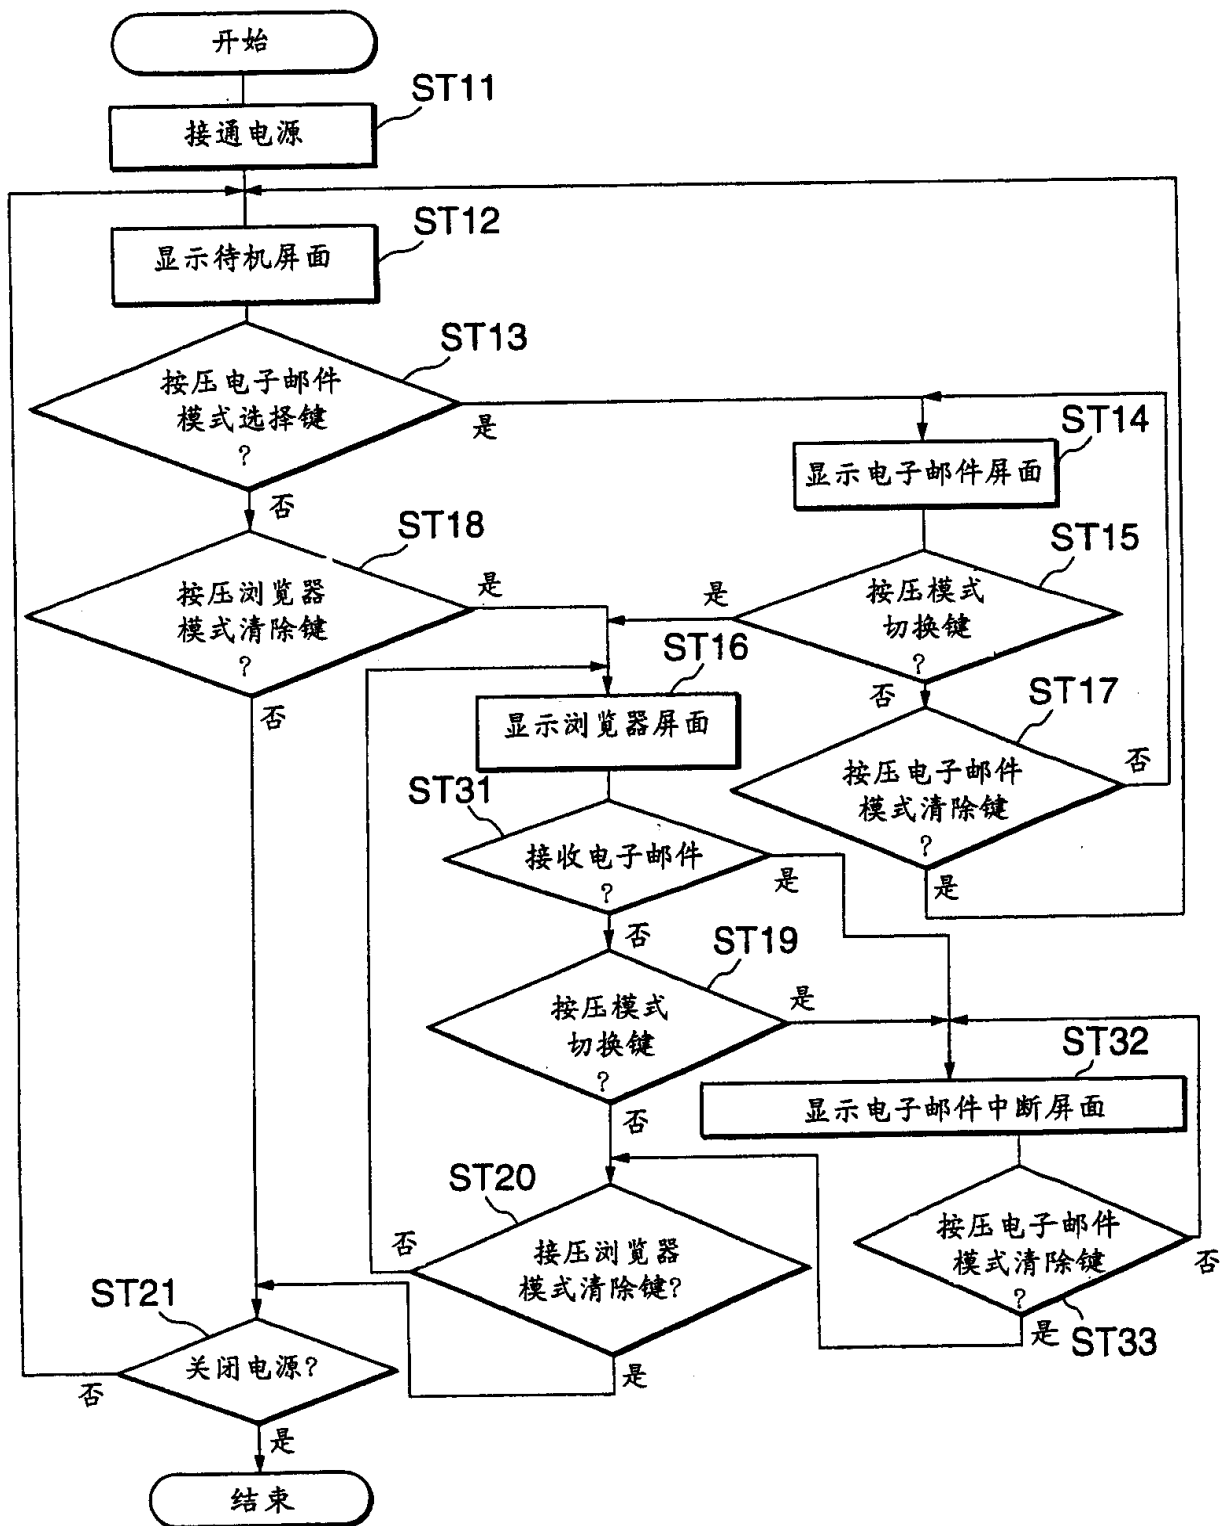 开始
ST11
接通电源
ST12
显示待机屏面
ST13
按压电子邮件
模式选择键
?
是
否
ST14
显示电子邮件屏面
ST18
按压浏览器
模式清除键
?
是
否
ST15
按压模式
切换键
?
是
否
ST16
显示浏览器屏面
ST17
按压电子邮件
模式清除键
?
否
是
ST31
接收电子邮件
?
是
否
ST19
按压模式
切换键
?
是
否
ST32
显示电子邮件中断屏面
ST20
接压浏览器
模式清除键?
否
是
按压电子邮件
模式清除键
?
否
是
ST33
ST21
关闭电源?
否
是
结束